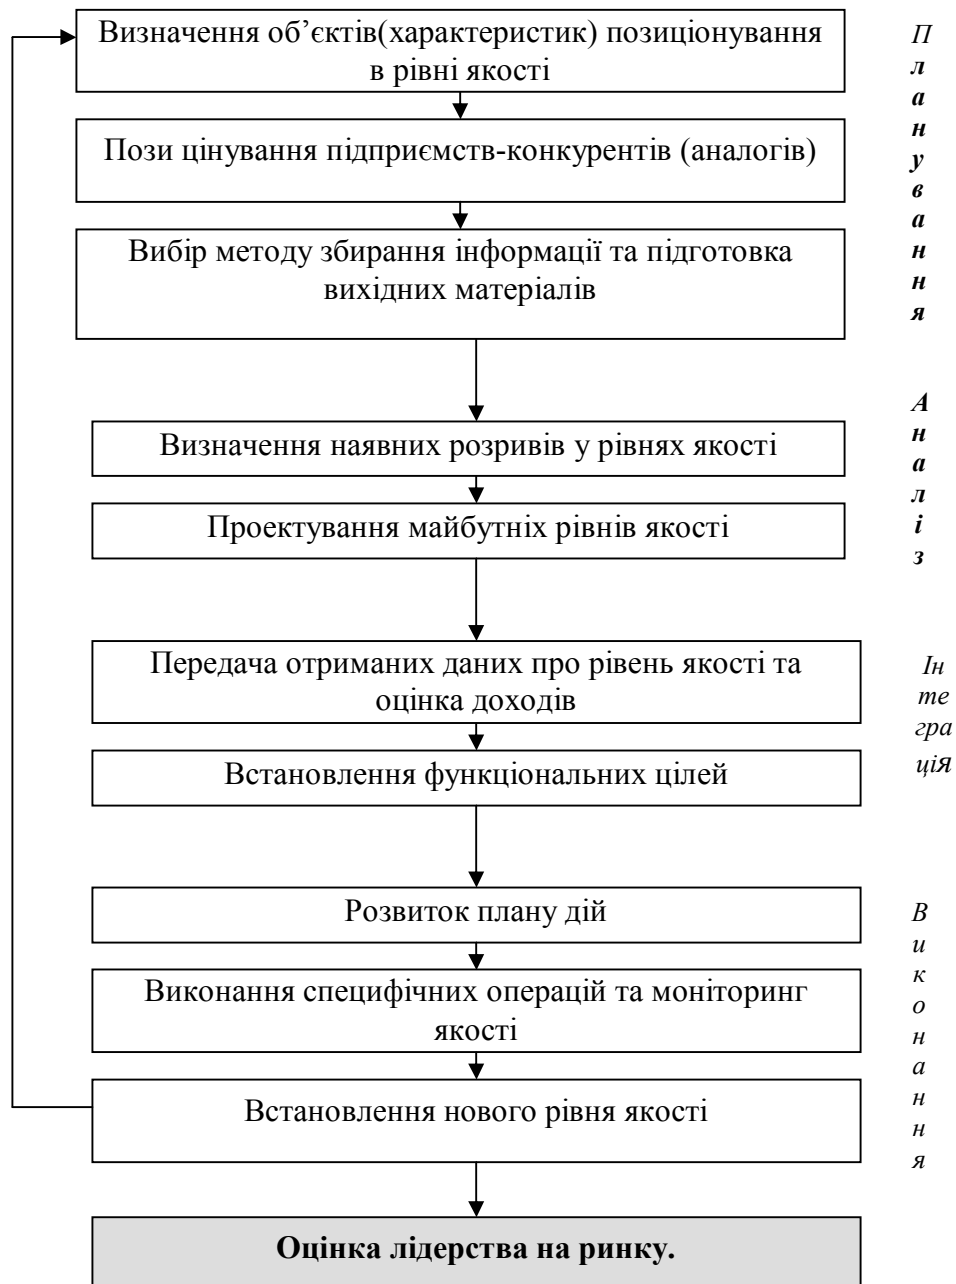 Визначення об’єктів(характеристик) позиціонування
в рівні якості
Пози цінування підприємств-конкурентів (аналогів)
Вибір методу збирання інформації та підготовка
вихідних матеріалів
Планування
Визначення наявних розривів у рівнях якості
Проектування майбутніх рівнів якості
Аналіз
Передача отриманих даних про рівень якості та
оцінка доходів
Встановлення функціональних цілей
Ін
те
гра
ція
Розвиток плану дій
Виконання специфічних операцій та моніторинг
якості
Встановлення нового рівня якості
Виконання
Оцінка лідерства на ринку.